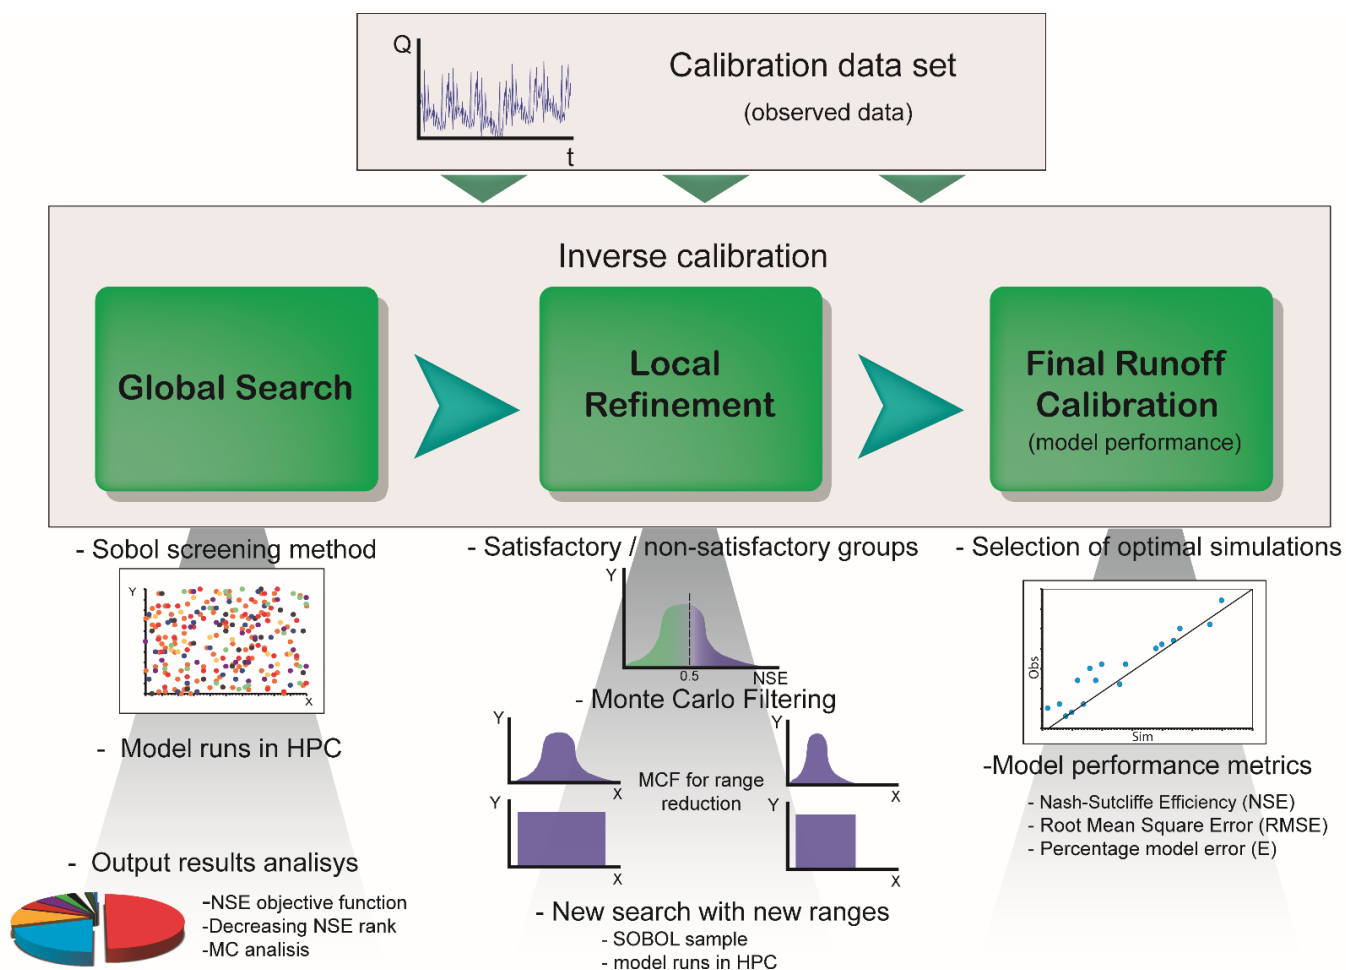 Q
t
Calibration data set
(observed data)
Inverse calibration
Global Search
Local
Refinement
Final Runoff
Calibration
(model performance)
- Sobol screening method
Y
X
- Model runs in HPC
- Output results analisys
-NSE objective function
-Decreasing NSE rank
-MC analisis
- Satisfactory / non-satisfactory groups
Y
0.5
NSE
- Monte Carlo Filtering
Y
X
Y
X
MCF for range
reduction
Y
X
Y
X
- New search with new ranges
- SOBOL sample
- model runs in HPC
- Selection of optimal simulations
Obs
Sim
-Model performance metrics
- Nash-Sutcliffe Efficiency (NSE)
- Root Mean Square Error (RMSE)
- Percentage model error (E)